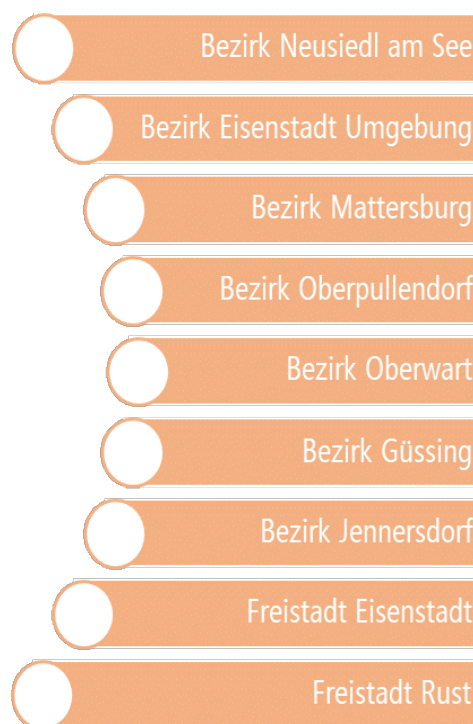 Bezirk Neusiedl am See
Bezirk Eisenstadt Umgebung
Bezirk Mattersburg
Bezirk Oberpullendorf
Bezirk Oberwart
Bezirk Güssing
Bezirk Jennersdorf
Freistadt Eisenstadt
Freistadt Rust